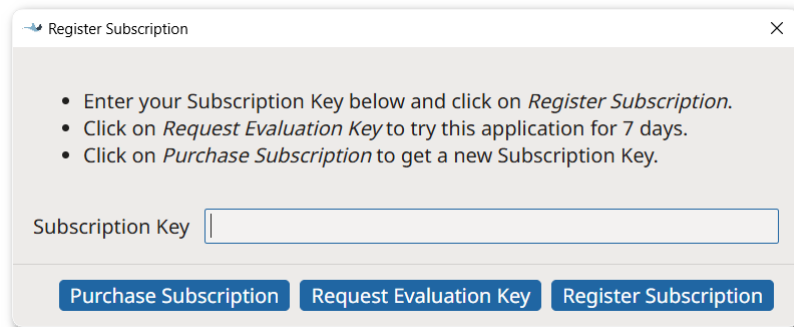 Register Subscription
• Enter your Subscription Key below and click on Register Subscription.
• Click on Request Evaluation Key to try this application for 7 days.
• Click on Purchase Subscription to get a new Subscription Key.
Subscription Key
Purchase Subscription Request Evaluation Key Register Subscription